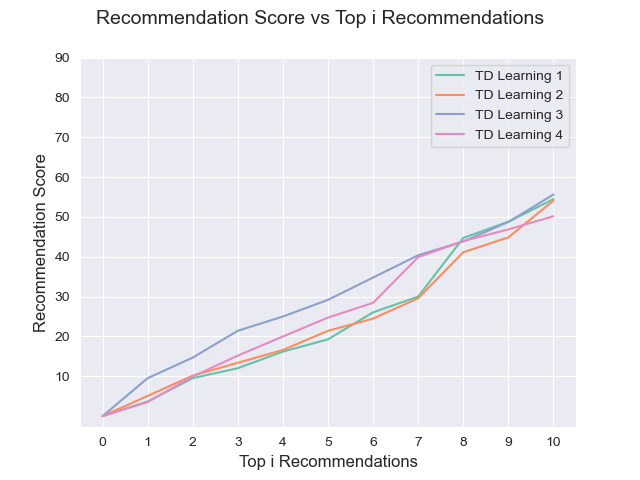 Recommendation Score vs Top i Recommendations
90
80
70
60
50
40
30
20
10
Recommendation Score
TD Learning 1
TD Learning 2
TD Learning 3
TD Learning 4
0 1 2 3 4 5 6 7 8 9 10
Top i Recommendations